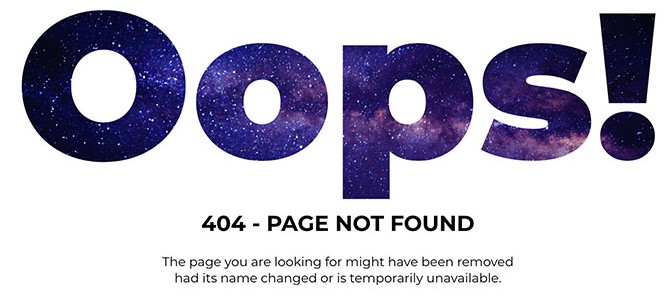 Oops!
404 - PAGE NOT FOUND
The page you are looking for might have been removed
had its name changed or is temporarily unavailable.